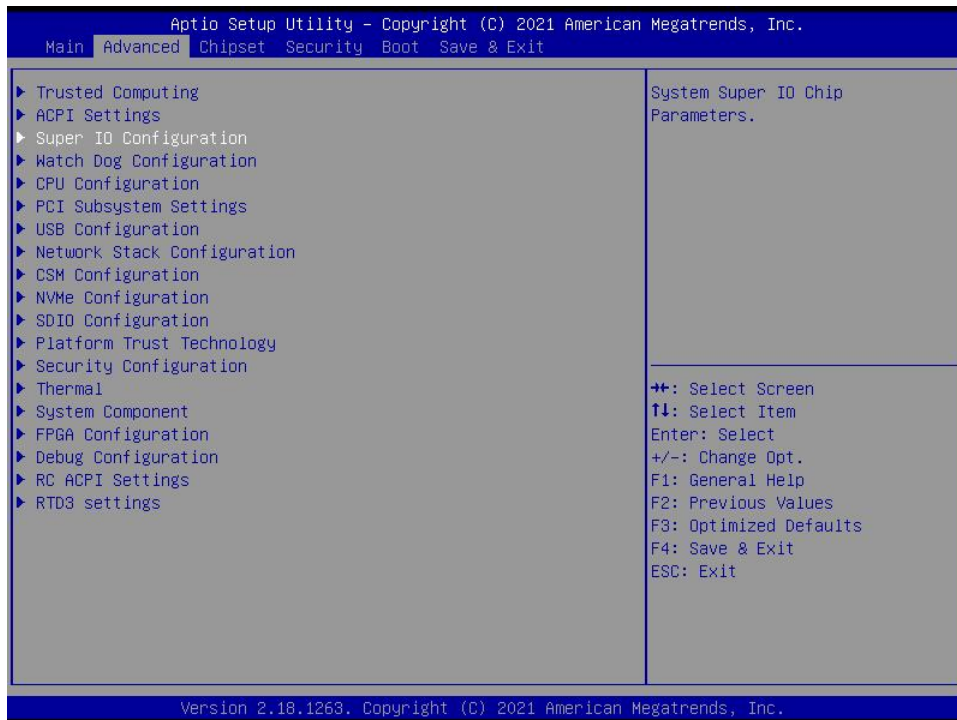 Aptio Setup Utility – Copyright (C) 2021 American Megatrends, Inc.
Main Advanced Chipset Security Boot Save & Exit
▶ Trusted Computing
▶ ACPI Settings
▶ Super IO Configuration
▶ Watch Dog Configuration
▶ CPU Configuration
▶ PCI Subsystem Settings
▶ USB Configuration
▶ Network Stack Configuration
▶ CSM Configuration
▶ NVMe Configuration
▶ SDIO Configuration
▶ Platform Trust Technology
▶ Security Configuration
▶ Thermal
▶ System Component
▶ FPGA Configuration
▶ Debug Configuration
▶ RC ACPI Settings
▶ RTD3 settings
System Super IO Chip
Parameters.
→←: Select Screen
↑↓: Select Item
Enter: Select
+/-: Change Opt.
F1: General Help
F2: Previous Values
F3: Optimized Defaults
F4: Save & Exit
ESC: Exit
Version 2.18.1263. Copyright (C) 2021 American Megatrends, Inc.